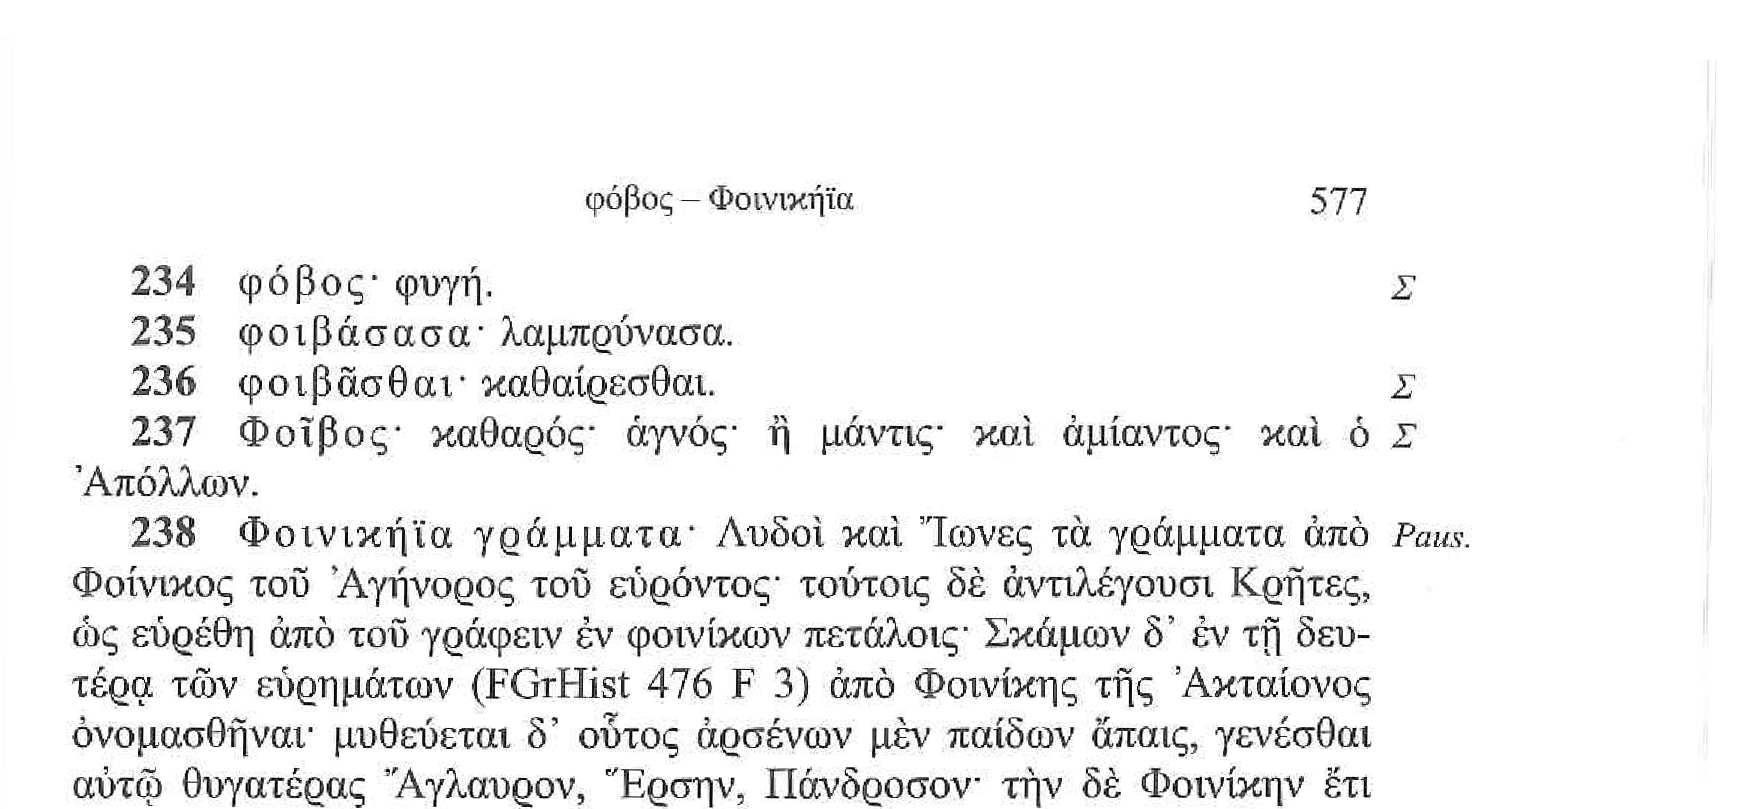 φόβος – Φοινικήϊα 577
234 φόβος· φυγή. Σ
235 φοιβάσασα· λαμπρύνασα.
236 φοιβᾶσθαι· καθαίρεσθαι. Σ
237 Φοῖβος· καθαρός· ἁγνός· ἢ μάντις· καὶ ἀμίαντος· καὶ ὁ Σ
Ἀπόλλων.
238 Φοινικήϊα γράμματα· Λυδοὶ καὶ Ἴωνες τὰ γράμματα ἀπὸ Paus.
Φοίνικος τοῦ Ἀγήνορος τοῦ εὑρόντος· τούτοις δὲ ἀντιλέγουσι Κρῆτες,
ὡς εὑρέθη ἀπὸ τοῦ γράφειν ἐν φοινίκων πετάλοις· Σκάμων δ’ ἐν τῇ δευ-
τέρᾳ τῶν εὑρημάτων (FGrHist 476 F 3) ἀπὸ Φοινίκης τῆς Ἀκταίονος
ὀνομασθῆναι· μυθεύεται δ’ οὗτος ἀρσένων μὲν παίδων ἄπαις, γενέσθαι
αὐτῷ θυγατέρας Ἄγλαυρον, Ἔρσην, Πάνδροσον· τὴν δὲ Φοινίκην ἔτι